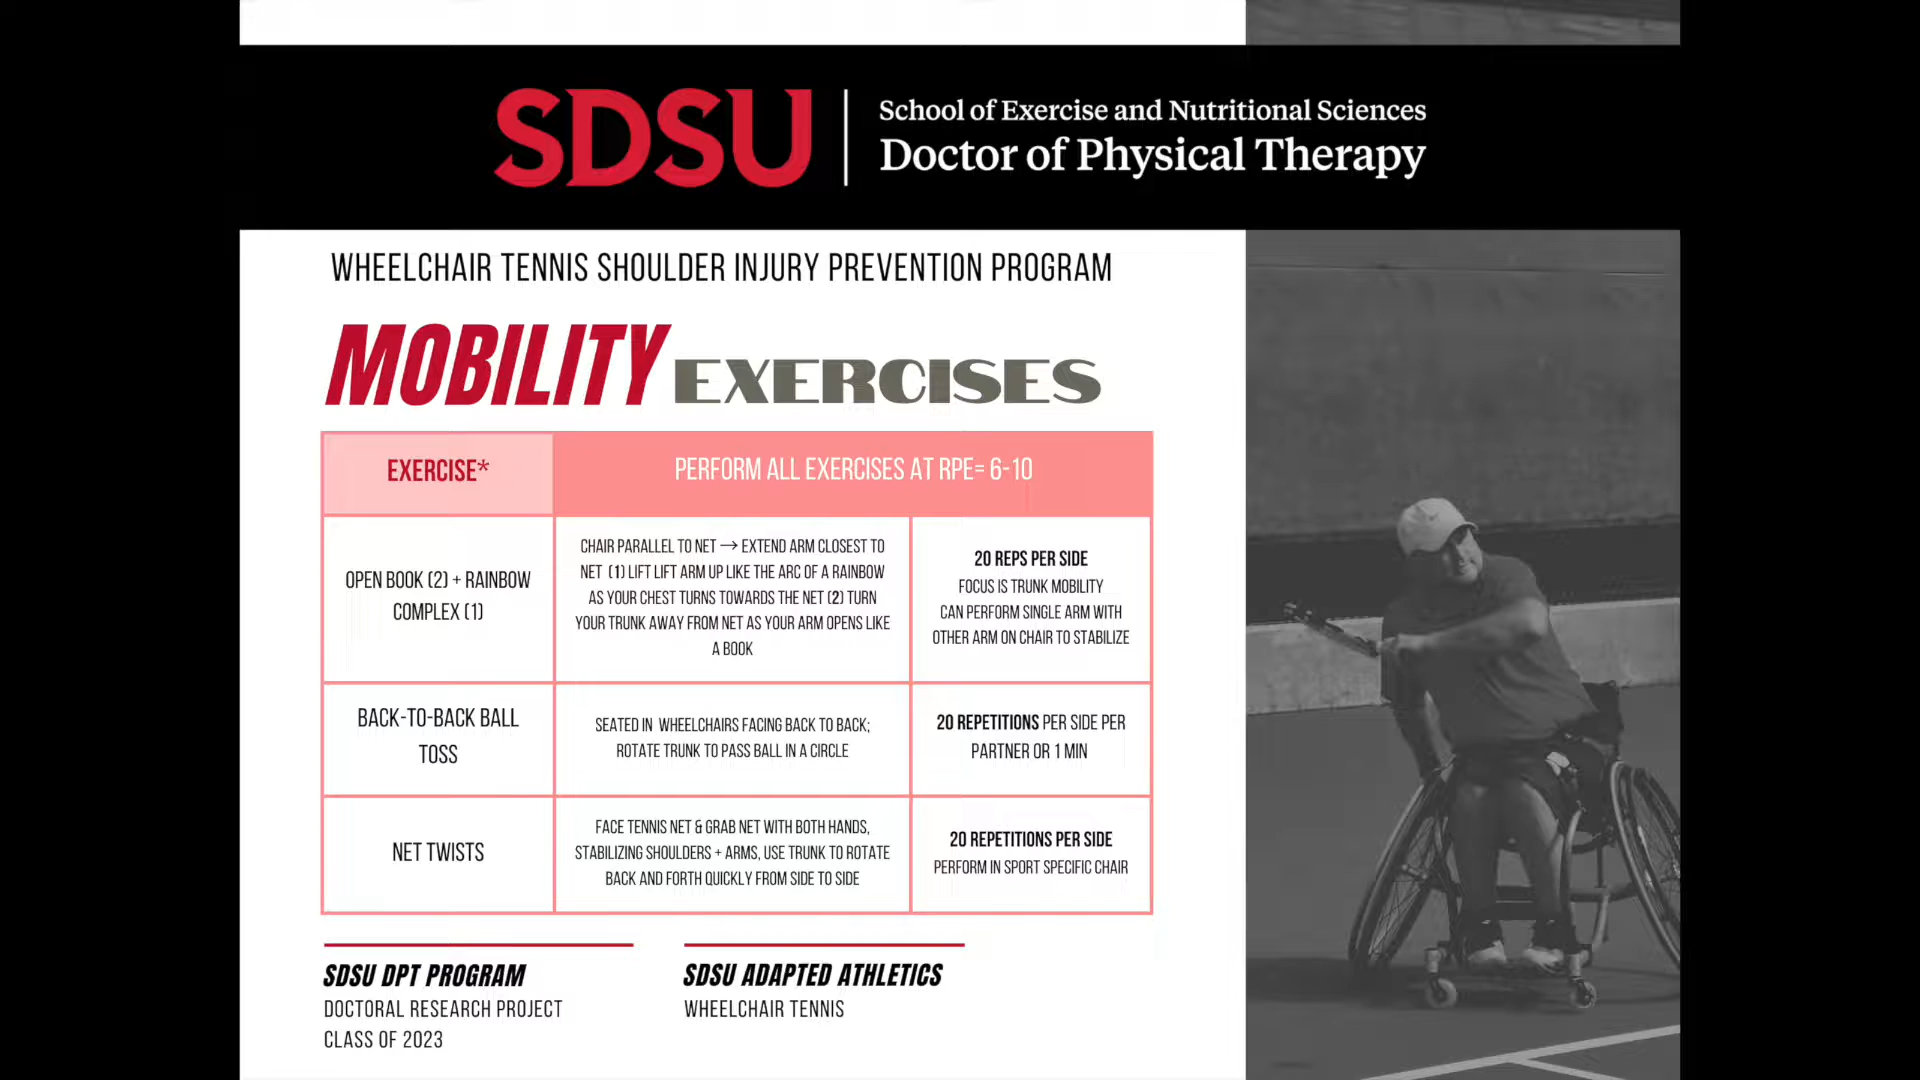 SDSU
School of Exercise and Nutritional Sciences
Doctor of Physical Therapy
WHEELCHAIR TENNIS SHOULDER INJURY PREVENTION PROGRAM
MOBILITY EXERCISES
EXERCISE*
PERFORM ALL EXERCISES AT RPE= 6-10
OPEN BOOK (2) + RAINBOW
COMPLEX (1)
CHAIR PARALLEL TO NET → EXTEND ARM CLOSEST TO
NET (1) LIFT LIFT ARM UP LIKE THE ARC OF A RAINBOW
AS YOUR CHEST TURNS TOWARDS THE NET (2) TURN
YOUR TRUNK AWAY FROM NET AS YOUR ARM OPENS LIKE
A BOOK
20 REPS PER SIDE
FOCUS IS TRUNK MOBILITY
CAN PERFORM SINGLE ARM WITH
OTHER ARM ON CHAIR TO STABILIZE
BACK-TO-BACK BALL
TOSS
SEATED IN WHEELCHAIRS FACING BACK TO BACK;
ROTATE TRUNK TO PASS BALL IN A CIRCLE
20 REPETITIONS PER SIDE PER
PARTNER OR 1 MIN
NET TWISTS
FACE TENNIS NET & GRAB NET WITH BOTH HANDS,
STABILIZING SHOULDERS + ARMS, USE TRUNK TO ROTATE
BACK AND FORTH QUICKLY FROM SIDE TO SIDE
20 REPETITIONS PER SIDE
PERFORM IN SPORT SPECIFIC CHAIR
SDSU DPT PROGRAM
DOCTORAL RESEARCH PROJECT
CLASS OF 2023
SDSU ADAPTED ATHLETICS
WHEELCHAIR TENNIS